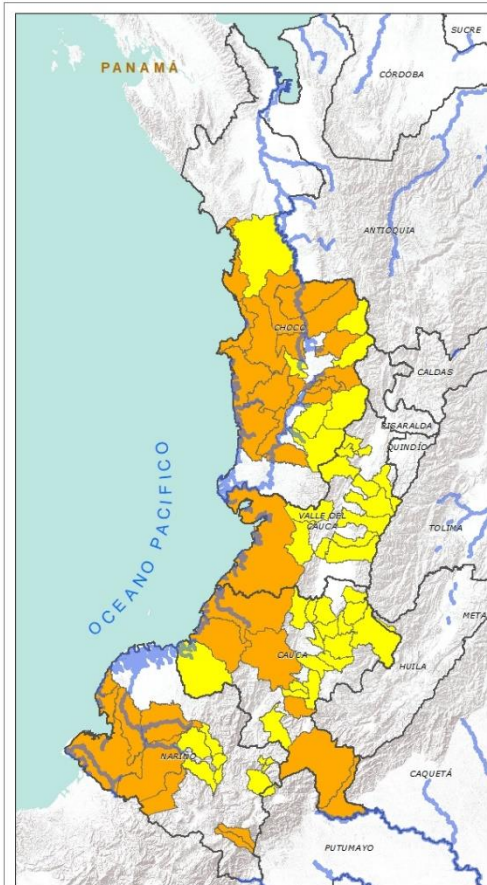 SUCRE
PANAMÁ
CÓRDOBA
ANTIOQUIA
CHOCÓ
CALDAS
RISARALDA
QUINDÍO
OCEANO PACIFICO
VALLE DEL
CAUCA
TOLIMA
META
CAUCA
HUILA
NARIÑO
CAQUETÁ
PUTUMAYO